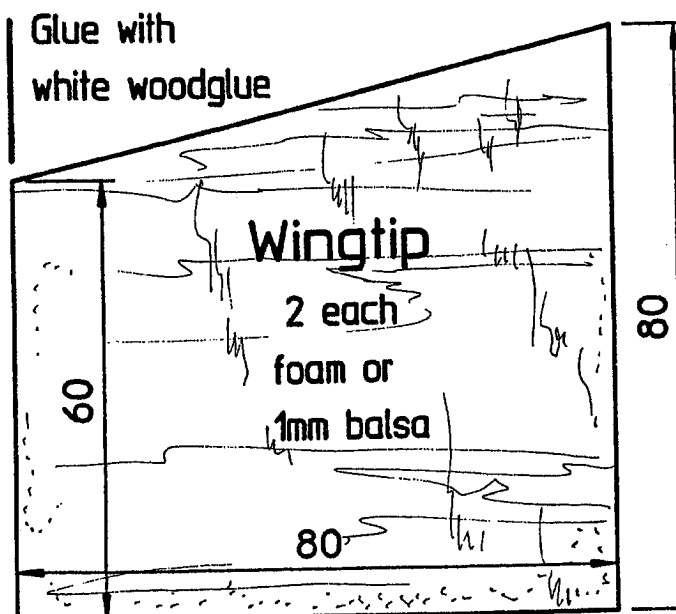 Glue with
white woodglue
Wingtip
2 each
foam or
1mm balsa
60
80
80